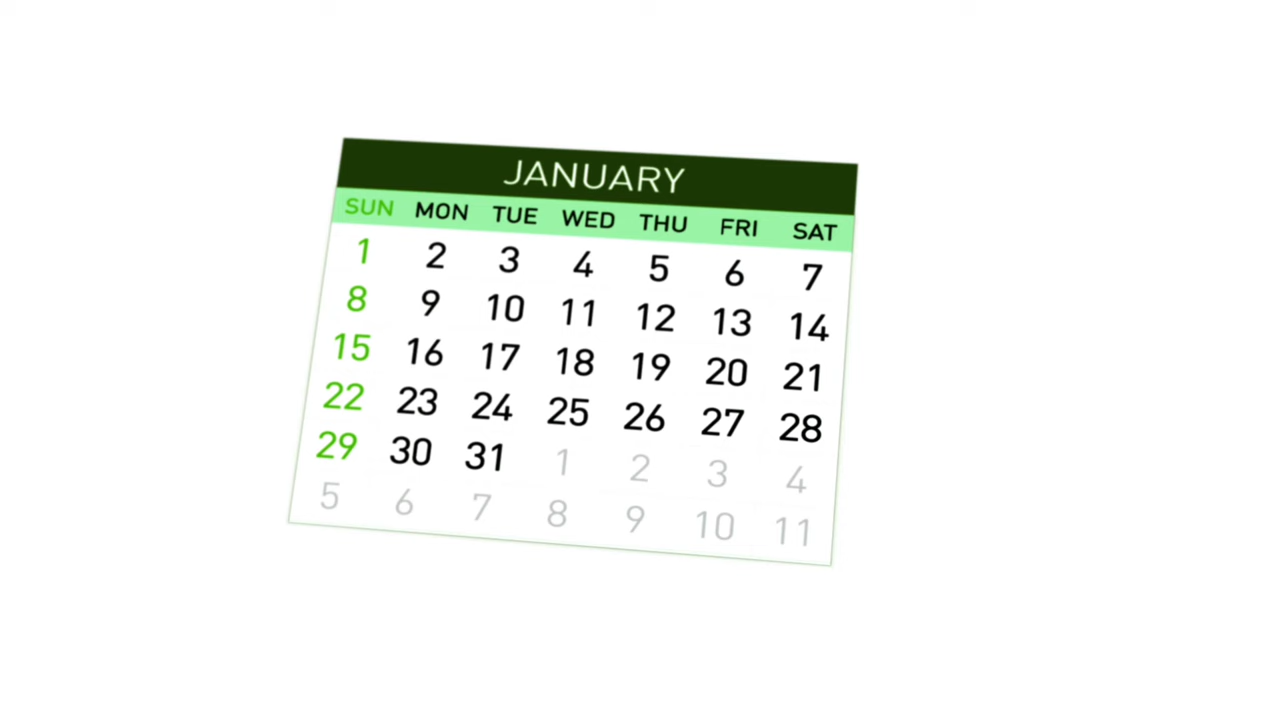 JANUARY
SUN MON TUE WED THU FRI SAT
1 2 3 4 5 6 7
8 9 10 11 12 13 14
15 16 17 18 19 20 21
22 23 24 25 26 27 28
29 30 31 1 2 3 4
5 6 7 8 9 10 11